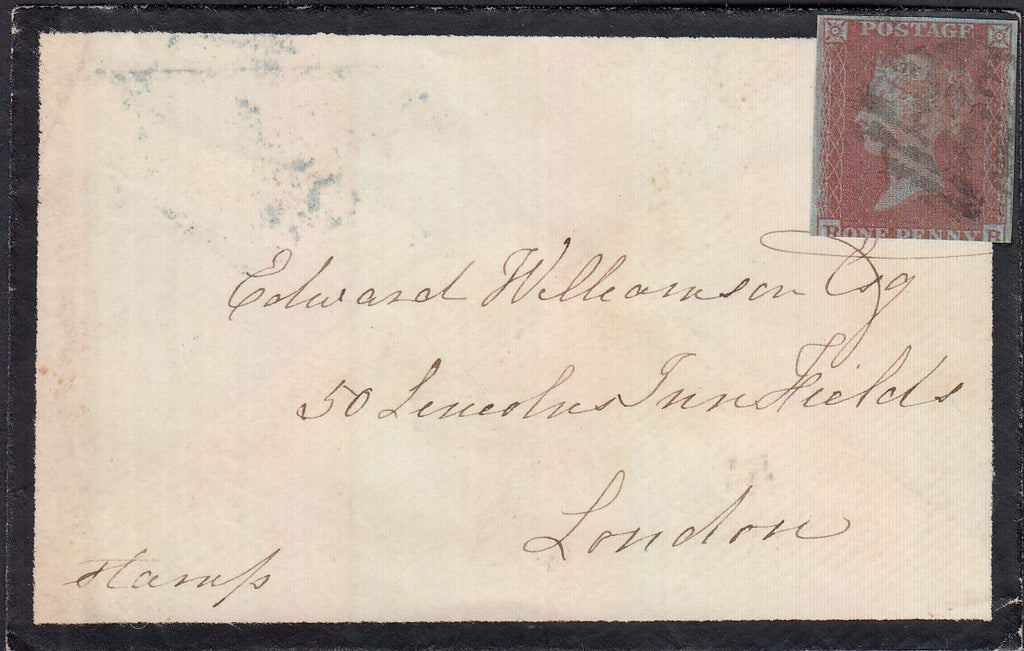 POSTAGE
ONE PENNY
Edward Williamson Esq
50 Lincolns Inn Fields
London
Stamp